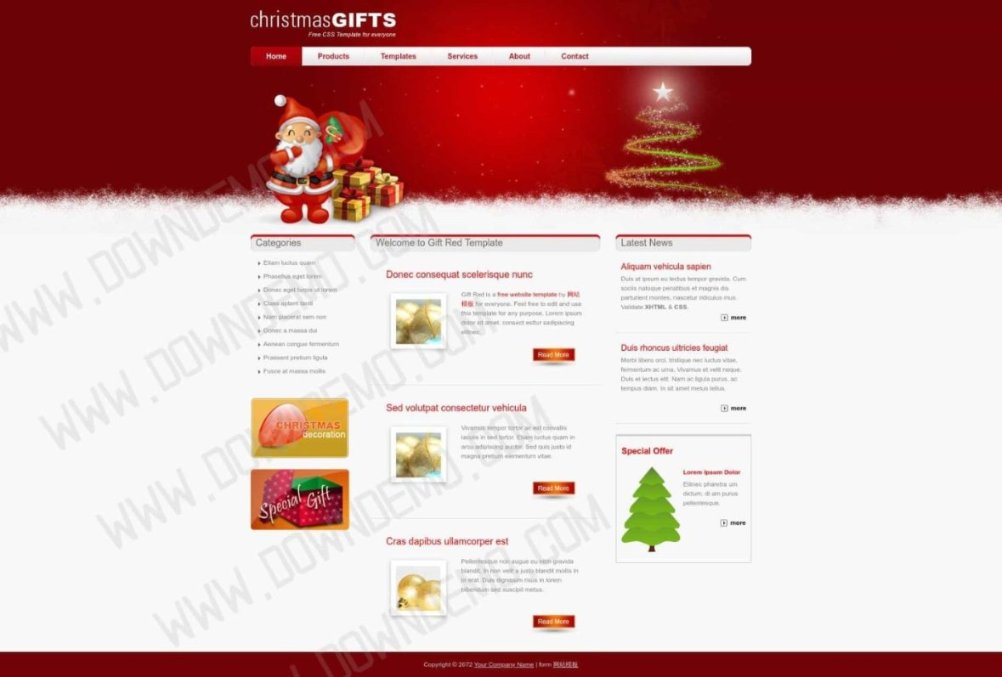 christmasGIFTS
Free CSS Template for everyone
Home Products Templates Services About Contact
Categories
Etiam luctus quam
Phasellus eget lorem
Donec eget turpis ut lorem
Class aptent taciti
Nam placerat sem non
Donec a massa dui
Aenean congue fermentum
Praesent pretium ligula
Fusce at massa mollis
CHRISTMAS
decoration
Special Gift
Welcome to Gift Red Template
Donec consequat scelerisque nunc
Gift Red is a free website template by 网站
模板 for everyone. Feel free to edit and use
this template for any purpose. Lorem ipsum
dolor sit amet, consect etitur sadipscing
elitrec.
Read More
Sed volutpat consectetur vehicula
Vivamus tempor tortor ac est convallis
iaculis in sed tortor. Etiam luctus quam in
arcu adipiscing auctor. Sed quis justo id
magna pretium elementum vitae.
Read More
Cras dapibus ullamcorper est
Pellentesque non augue eu nibh gravida
blandit. In non velit a justo blandit mollis in
in erat. Duis dignissim risus in lorem
bibendum sed suscipit metus.
Read More
Latest News
Aliquam vehicula sapien
Duis at ipsum eu lectus tempor gravida. Cum
sociis natoque penatibus et magnis dis
parturient montes, nascetur ridiculus mus.
Validate XHTML & CSS.
more
Duis rhoncus ultricies feugiat
Morbi libero orci, tristique nec luctus vitae,
fermentum ac urna. Vivamus et velit neque.
Duis et lectus elit. Nam ac ligula purus, ac
tempus diam. In sit amet metus tellus.
more
Special Offer
Lorem Ipsum Dolor
Etiinec pharetra um
dictum, di am purus
pellentesque.
more
Copyright © 2072 Your Company Name | form 网站模板
WWW.DOWNDEMO.COM
WWW.DOWNDEMO.COM
WWW.DOWNDEMO.COM
WWW.DOWNDEMO.COM